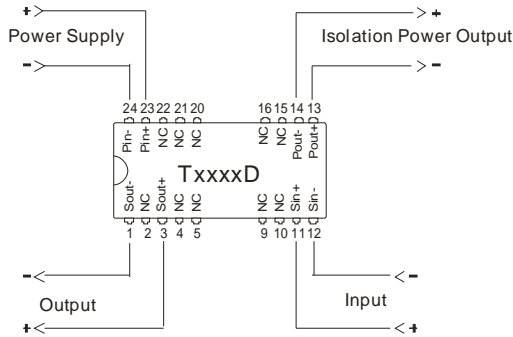 + +
Power Supply Isolation Power Output
- -
24 23 22 21 20 16 15 14 13
Pin- Pin+ NC NC NC NC NC Pout- Pout+
TxxxxD
Sout- NC Sout+ NC NC NC NC Sin+ Sin-
1 2 3 4 5 9 10 11 12
- -
Output Input
+ +